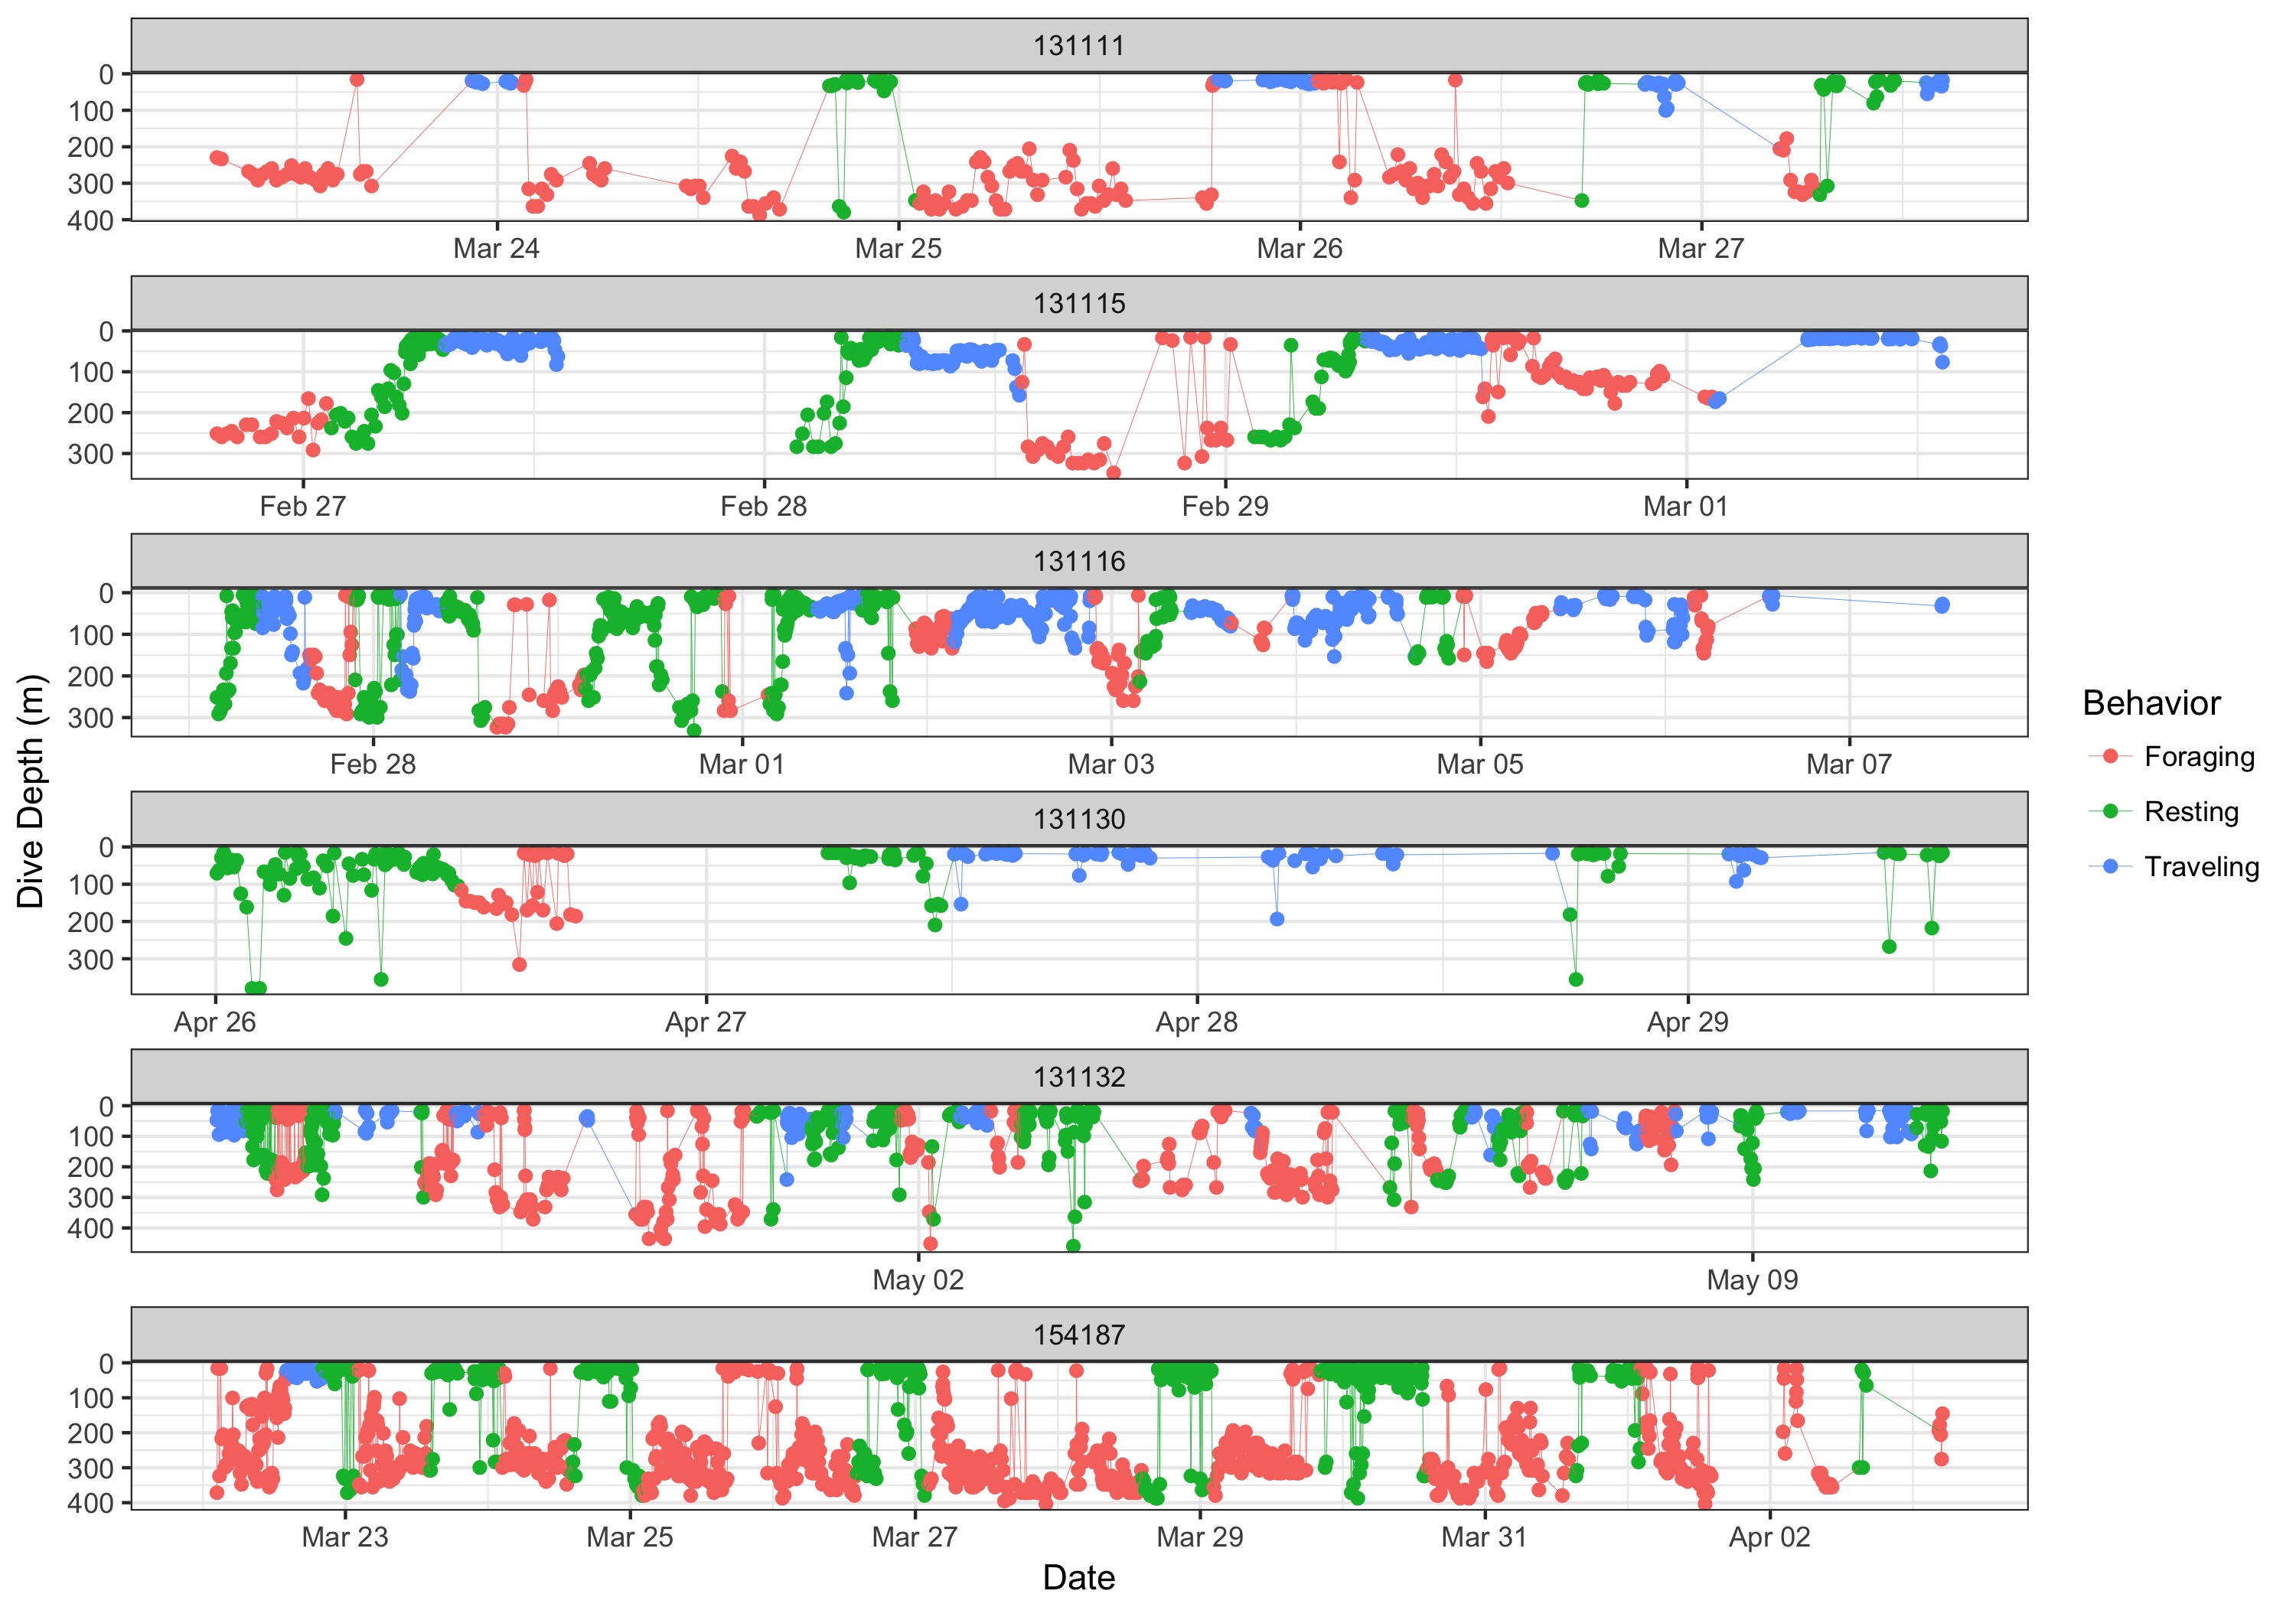 131111
0
100
200
300
400
Mar 24 Mar 25 Mar 26 Mar 27
131115
0
100
200
300
Feb 27 Feb 28 Feb 29 Mar 01
131116
0
100
200
300
Feb 28 Mar 01 Mar 03 Mar 05 Mar 07
131130
0
100
200
300
Apr 26 Apr 27 Apr 28 Apr 29
131132
0
100
200
300
400
May 02 May 09
154187
0
100
200
300
400
Mar 23 Mar 25 Mar 27 Mar 29 Mar 31 Apr 02
Date
Dive Depth (m)
Behavior
Foraging
Resting
Traveling